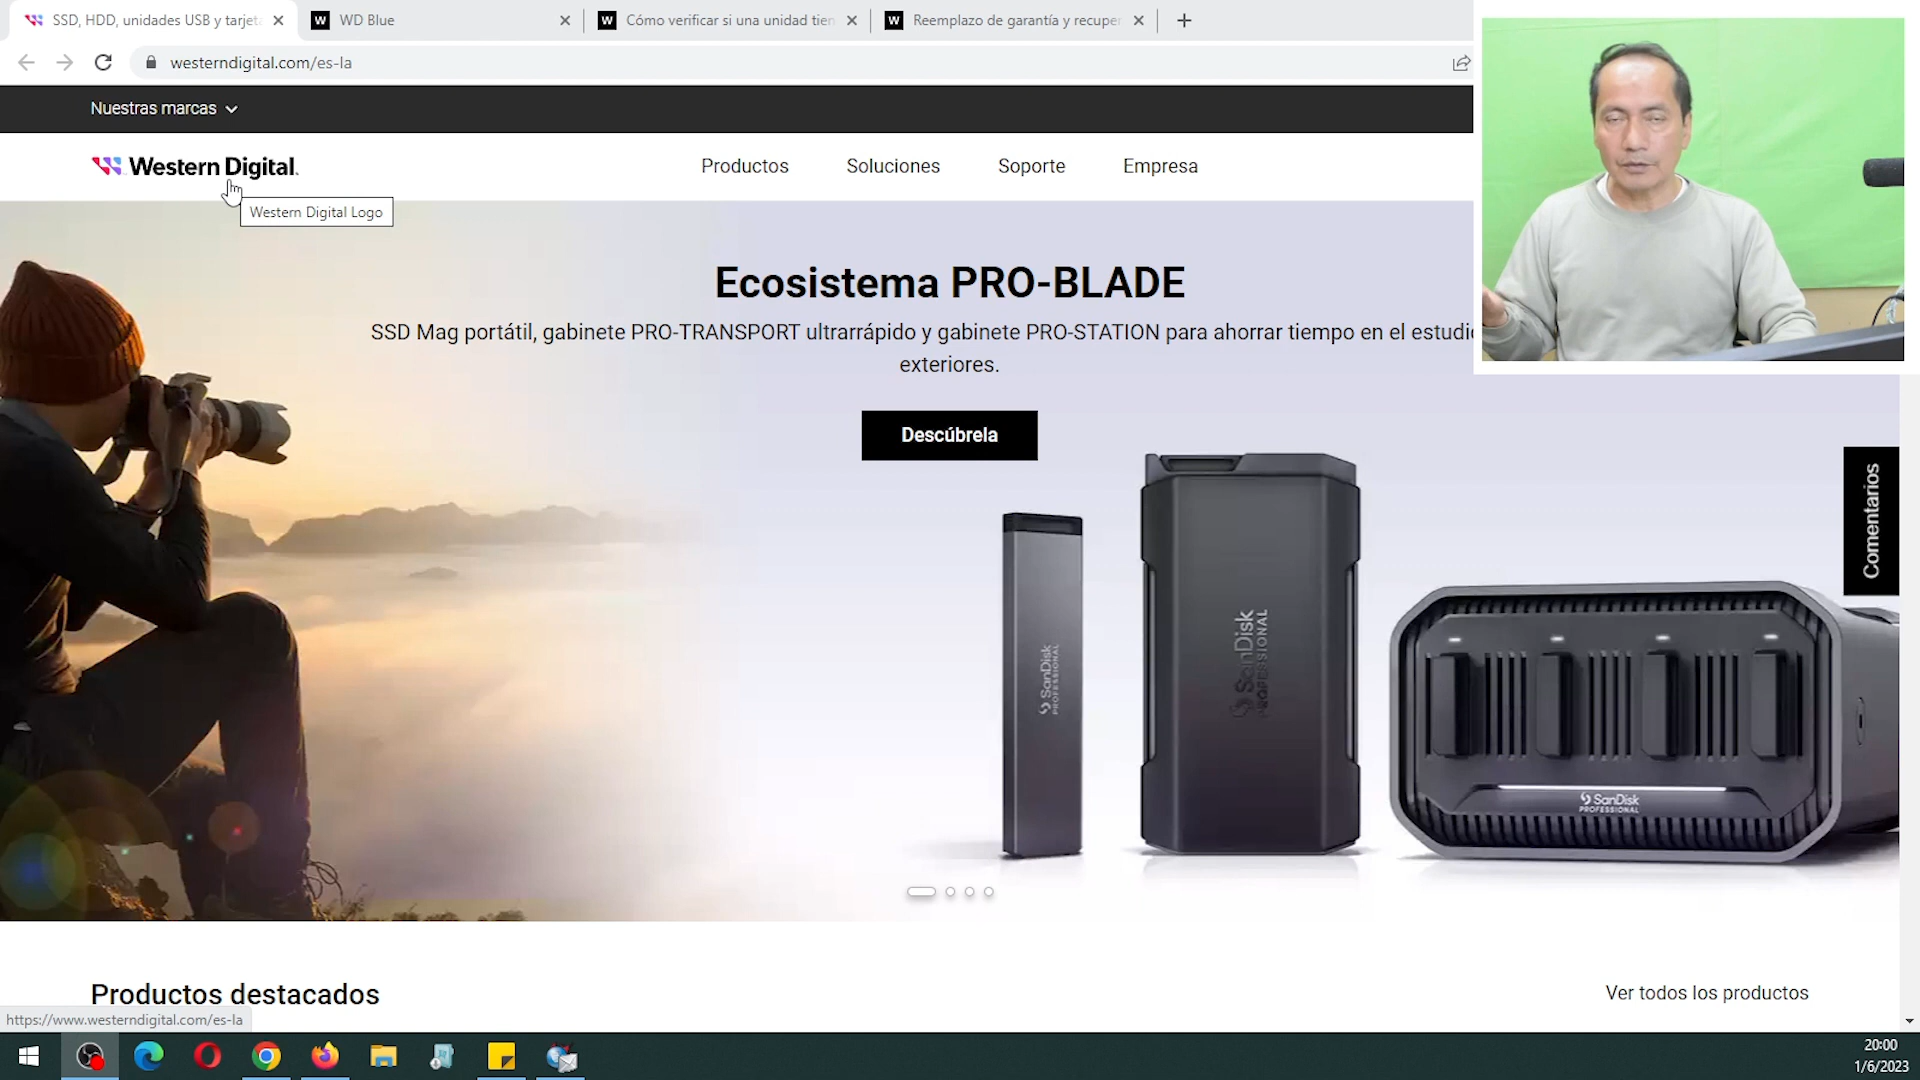 SSD, HDD, unidades USB y tarjeta
WD Blue
Cómo verificar si una unidad tien
Reemplazo de garantía y recuper
westerndigital.com/es-la
Nuestras marcas
Western Digital.
Productos
Soluciones
Soporte
Empresa
Western Digital Logo
Ecosistema PRO-BLADE
SSD Mag portátil, gabinete PRO-TRANSPORT ultrarrápido y gabinete PRO-STATION para ahorrar tiempo en el estudio
exteriores.
Descúbrela
Comentarios
SanDisk
PROFESSIONAL
SanDisk
PROFESSIONAL
SanDisk
PROFESSIONAL
Productos destacados
Ver todos los productos
https://www.westerndigital.com/es-la
20:00
1/6/2023